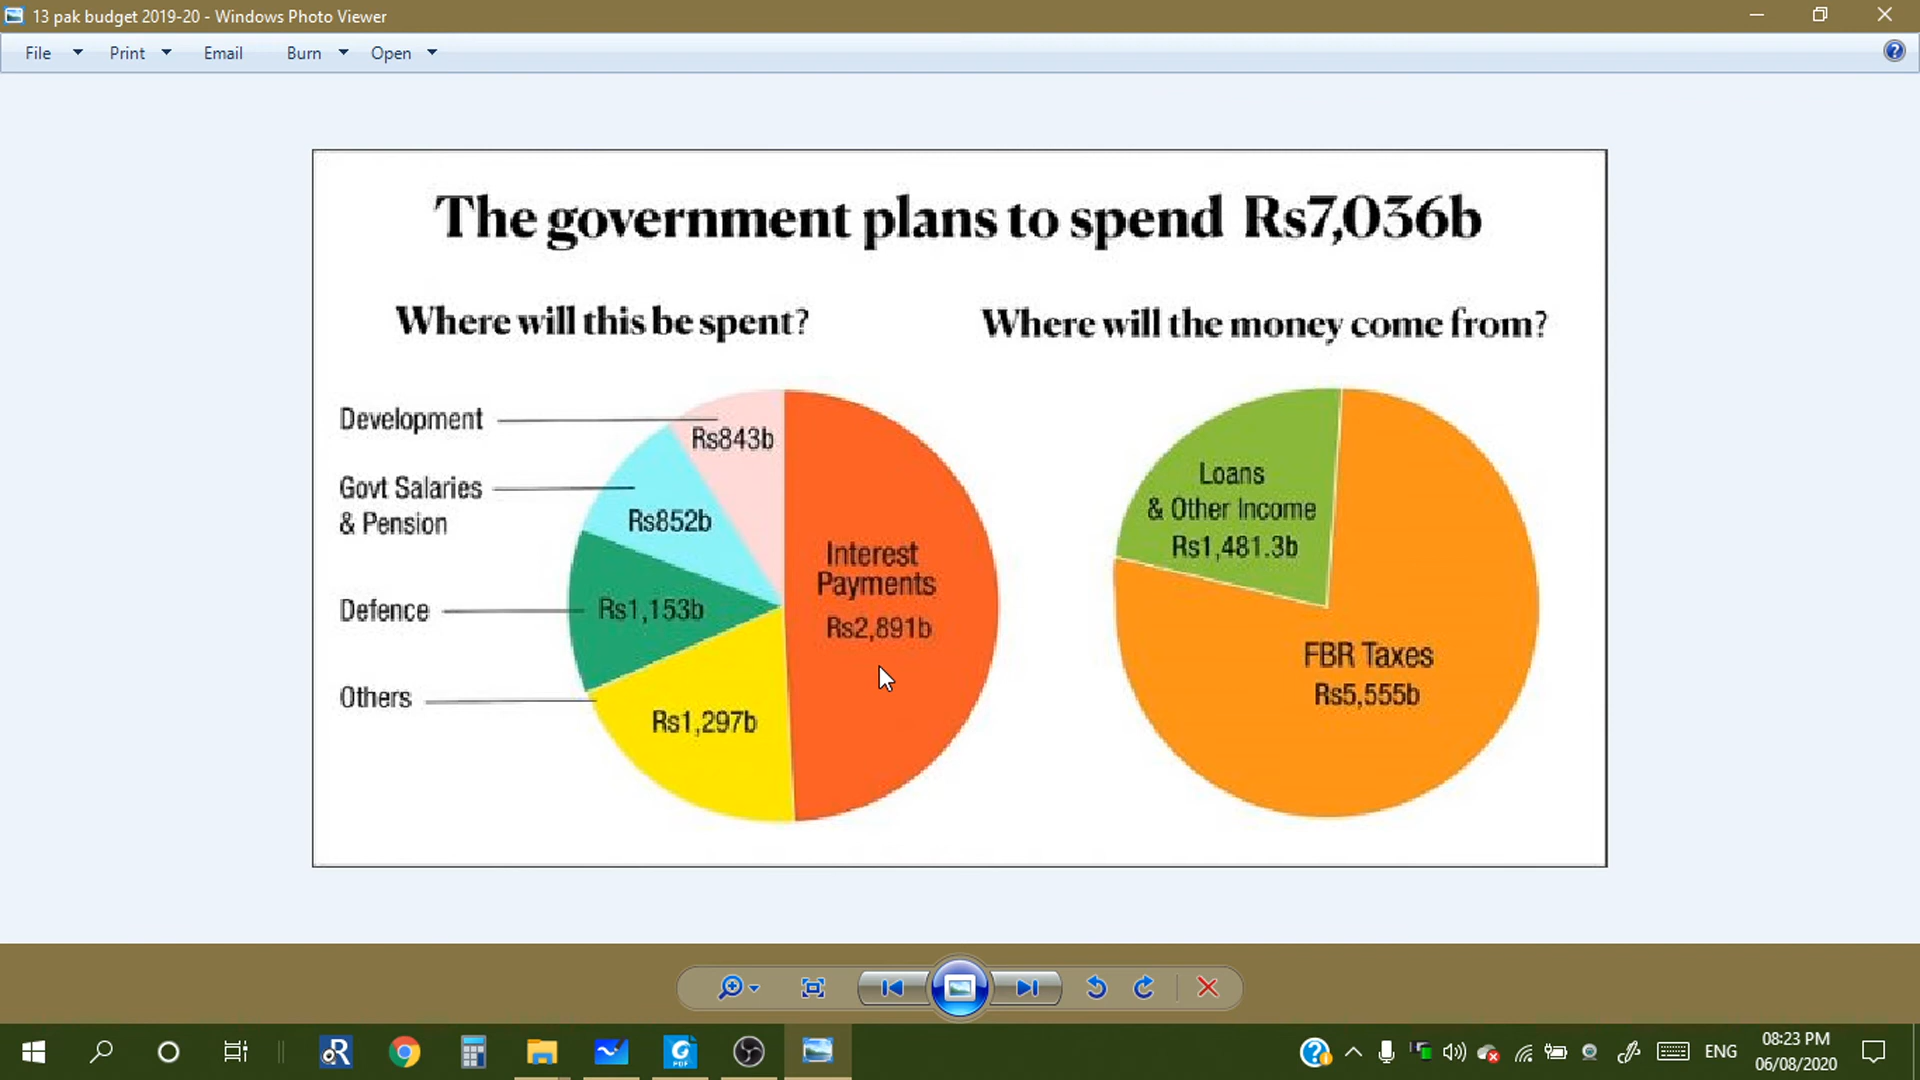 13 pak budget 2019-20 - Windows Photo Viewer
File Print Email Burn Open
The government plans to spend Rs7,036b
Where will this be spent?
Development
Rs843b
Govt Salaries
& Pension
Rs852b
Defence
Rs1,153b
Others
Rs1,297b
Interest
Payments
Rs2,891b
Where will the money come from?
Loans
& Other Income
Rs1,481.3b
FBR Taxes
Rs5,555b
ENG
08:23 PM
06/08/2020